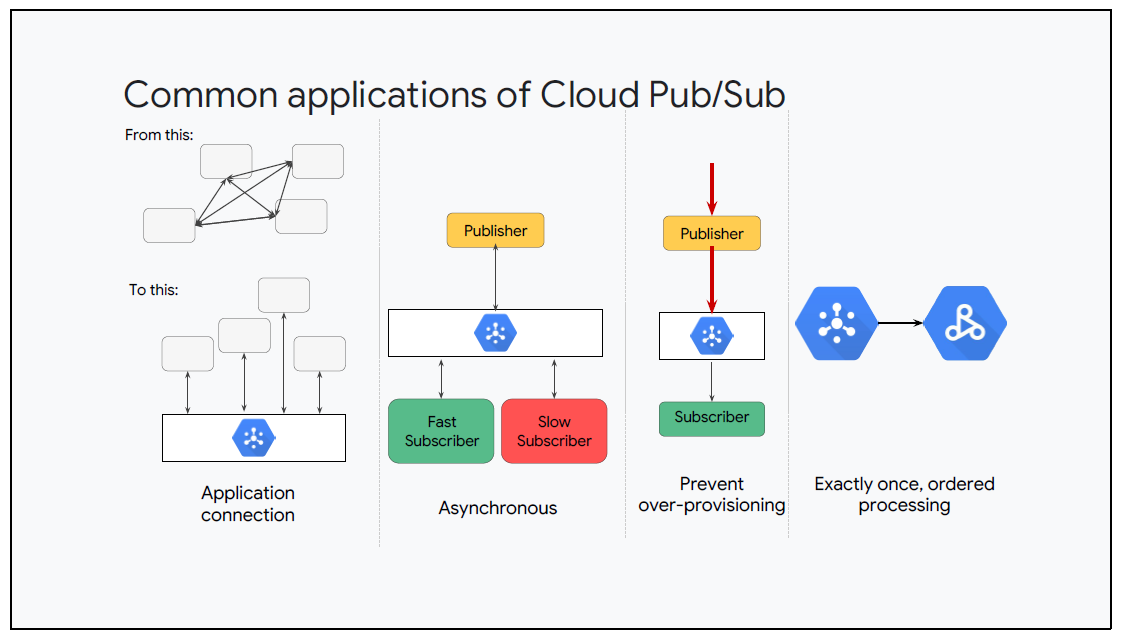 Common applications of Cloud Pub/Sub
From this:
To this:
Application
connection
Publisher
Fast
Subscriber
Slow
Subscriber
Asynchronous
Publisher
Subscriber
Prevent
over-provisioning
Exactly once, ordered
processing